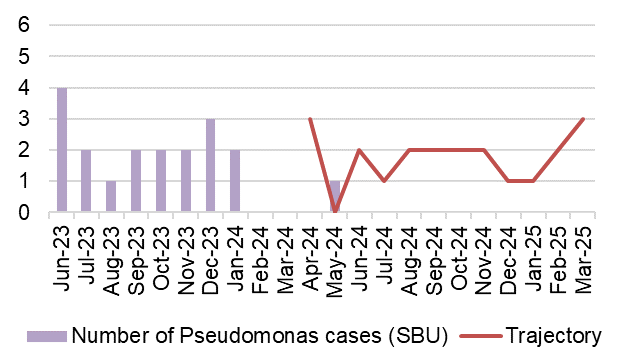 6
5
4
3
2
1
0
Jun-23
Jul-23
Aug-23
Sep-23
Oct-23
Nov-23
Dec-23
Jan-24
Feb-24
Mar-24
Apr-24
May-24
Jun-24
Jul-24
Aug-24
Sep-24
Oct-24
Nov-24
Dec-24
Jan-25
Feb-25
Mar-25
Number of Pseudomonas cases (SBU) Trajectory